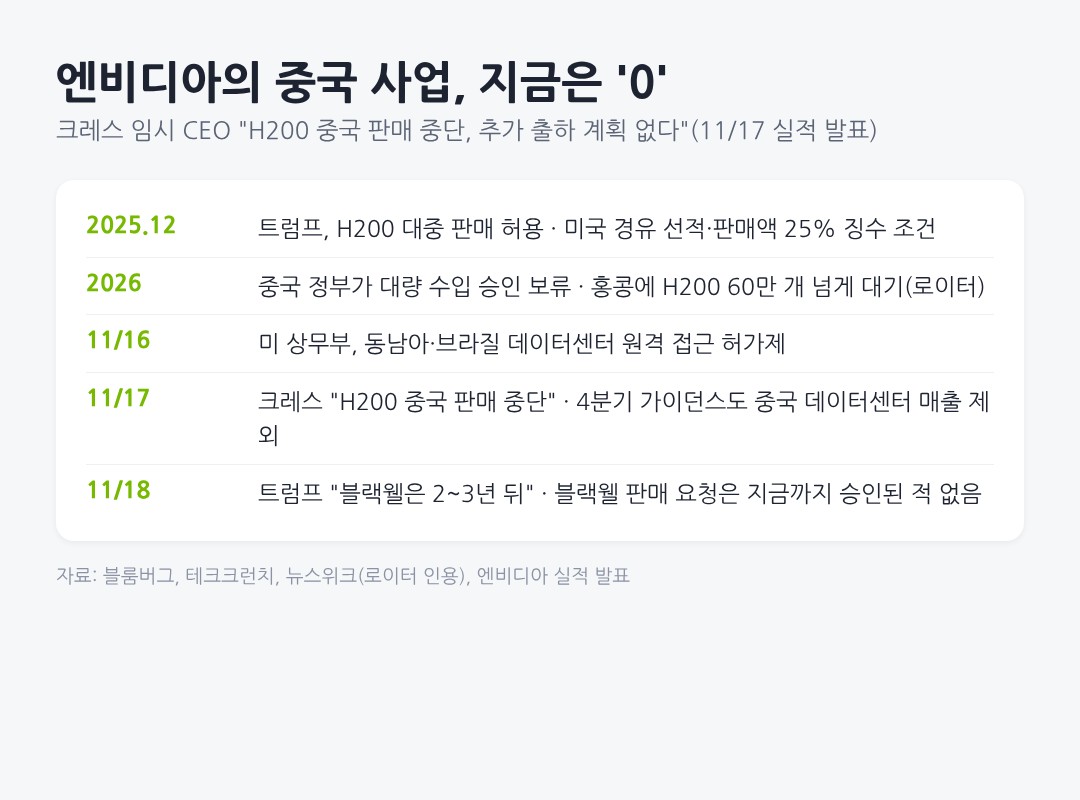 엔비디아의 중국 사업, 지금은 '0'
크레스 임시 CEO "H200 중국 판매 중단, 추가 출하 계획 없다"(11/17 실적 발표)
2025.12 트럼프, H200 대중 판매 허용 · 미국 경유 선적·판매액 25% 징수 조건
2026 중국 정부가 대량 수입 승인 보류 · 홍콩에 H200 60만 개 넘게 대기(로이터)
11/16 미 상무부, 동남아·브라질 데이터센터 원격 접근 허가제
11/17 크레스 "H200 중국 판매 중단" · 4분기 가이던스도 중국 데이터센터 매출 제
외
11/18 트럼프 "블랙웰은 2~3년 뒤" · 블랙웰 판매 요청은 지금까지 승인된 적 없음
자료: 블룸버그, 테크크런치, 뉴스위크(로이터 인용), 엔비디아 실적 발표